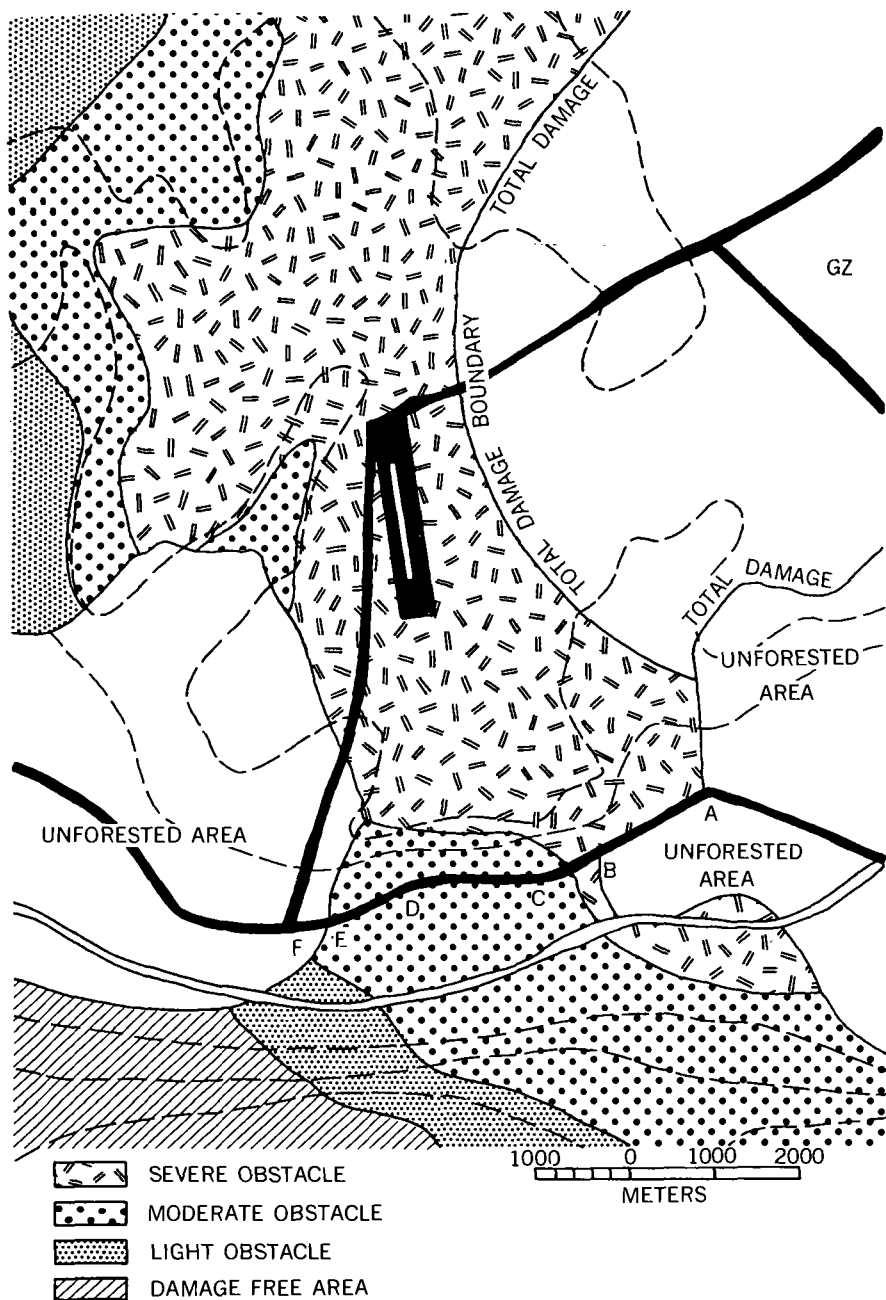 TOTAL DAMAGE
GZ
BOUNDARY
DAMAGE
TOTAL DAMAGE
TOTAL DAMAGE
UNFORESTED
AREA
A
UNFORESTED AREA
B
UNFORESTED
AREA
C
D
E
F
1000 0 1000 2000
METERS
SEVERE OBSTACLE
MODERATE OBSTACLE
LIGHT OBSTACLE
DAMAGE FREE AREA